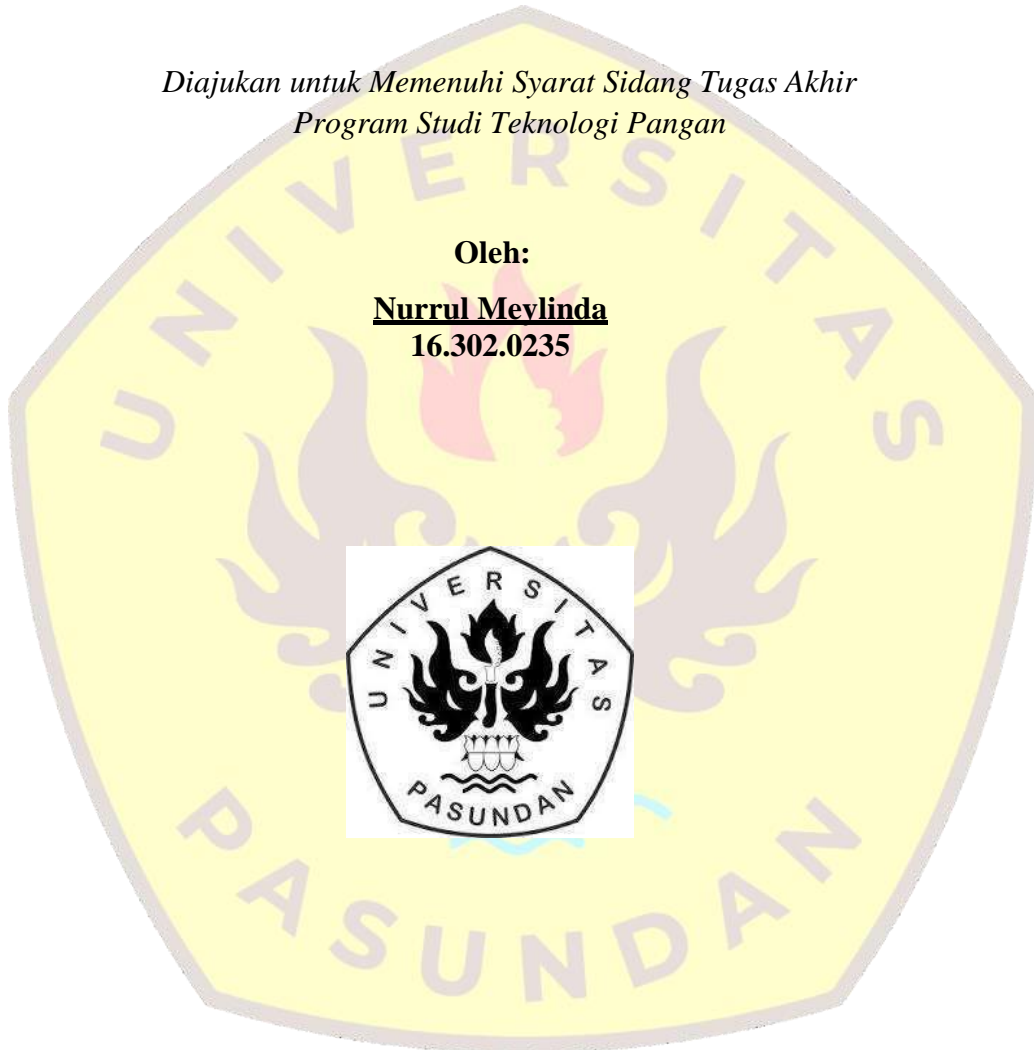 Diajukan untuk Memenuhi Syarat Sidang Tugas Akhir
Program Studi Teknologi Pangan
Oleh:
Nurrul Meylinda
16.302.0235
UNIVERSITAS
PASUNDAN
UNIVERSITAS
PASUNDAN